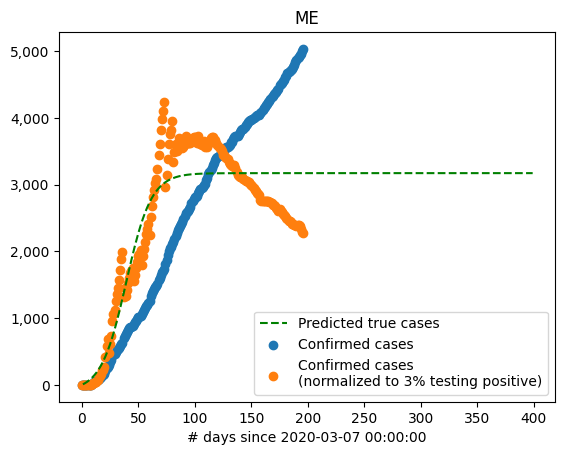 ME
5,000
4,000
3,000
2,000
1,000
0
Predicted true cases
Confirmed cases
Confirmed cases
(normalized to 3% testing positive)
0 50 100 150 200 250 300 350 400
# days since 2020-03-07 00:00:00